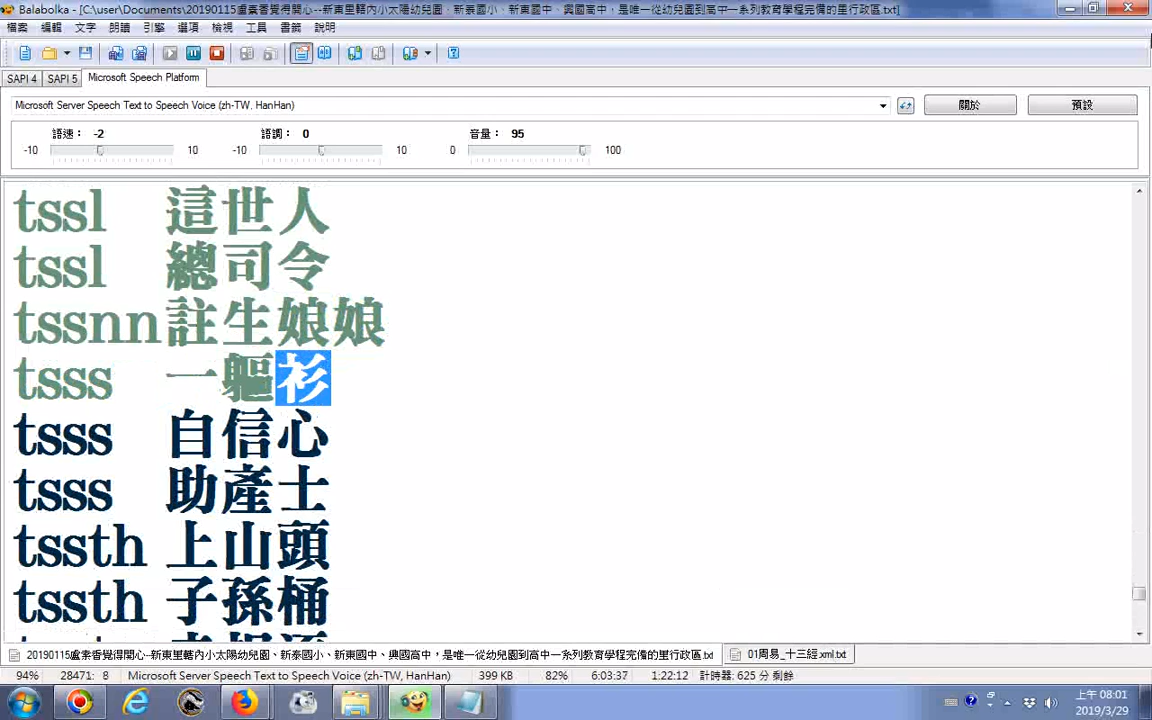 Balabolka - [C:\user\Documents\20190115盧素香覺得開心--新東里轄內小太陽幼兒園、新泰國小、新東國中、興國高中，是唯一從幼兒園到高中一系列教育學程完備的里行政區.txt]
檔案 編輯 文字 朗讀 引擎 選項 檢視 工具 書籤 說明
SAPI 4 SAPI 5 Microsoft Speech Platform
Microsoft Server Speech Text to Speech Voice (zh-TW, HanHan) 關於 預設
語速： -2 語調： 0 音量： 95
-10 10 -10 10 0 100
tssl 這世人
tssl 總司令
tssnn 註生娘娘
tsss 一軀衫
tsss 自信心
tsss 助產士
tssth 上山頭
tssth 子孫桶
20190115盧素香覺得開心--新東里轄內小太陽幼兒園、新泰國小、新東國中、興國高中，是唯一從幼兒園到高中一系列教育學程完備的里行政區.txt 01周易_十三經.xml.txt
94% 28471: 8 Microsoft Server Speech Text to Speech Voice (zh-TW, HanHan) 399 KB 82% 6:03:37 1:22:12 計時器: 625 分 剩餘
上午 08:01
2019/3/29